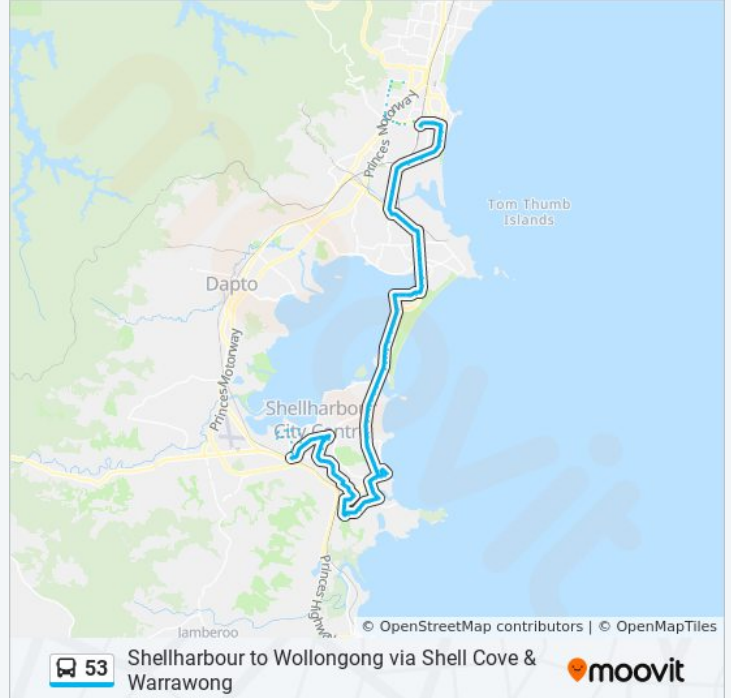 Princes Motorway
Tom Thumb
Islands
Dapto
Princes Motorway
Shellharbour
City Centre
Princes Highway
Jamberoo
© OpenStreetMap contributors | © OpenMapTiles
53
Shellharbour to Wollongong via Shell Cove &
Warrawong
moovit
moovit